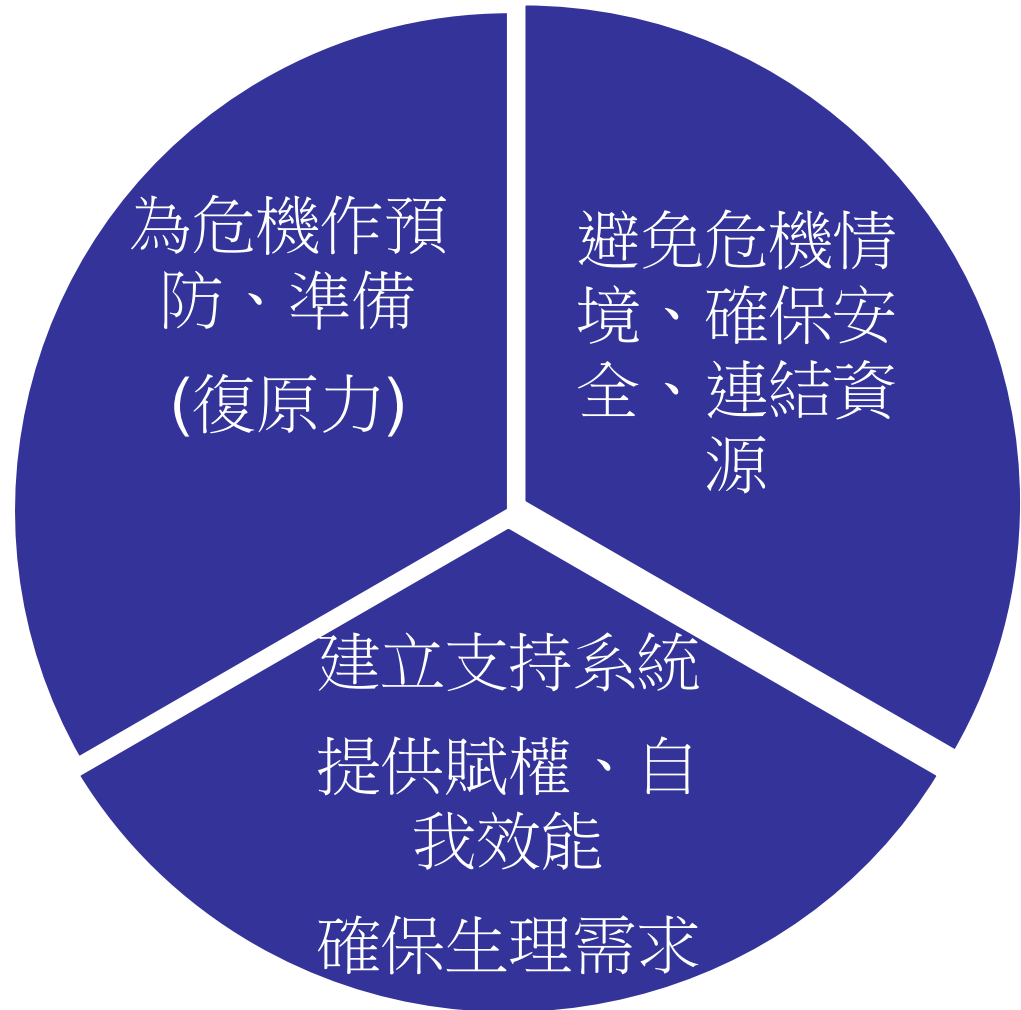 為危機作預
防、準備
(復原力)
避免危機情
境、確保安
全、連結資
源
建立支持系統
提供賦權、自
我效能
確保生理需求